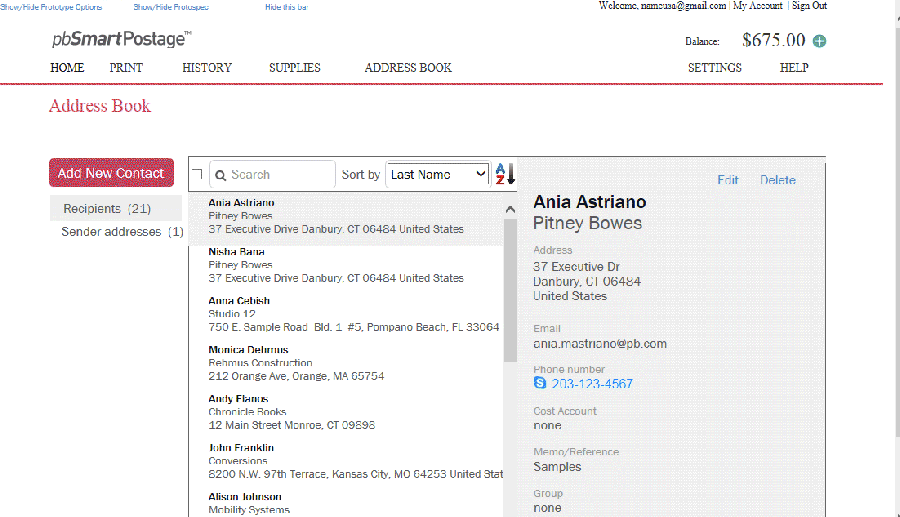 Show/Hide Prototype Options Show/Hide Protospec Hide this bar
Welcome, nameusa@gmail.com | My Account | Sign Out
pbSmartPostage™
Balance: $675.00
HOME PRINT HISTORY SUPPLIES ADDRESS BOOK SETTINGS HELP
Address Book
Add New Contact
Recipients (21)
Sender addresses (1)
Search Sort by Last Name AZ
Ania Astriano
Pitney Bowes
37 Executive Drive Danbury, CT 06484 United States
Nisha Bana
Pitney Bowes
37 Executive Drive Danbury, CT 06484 United States
Anna Cebish
Studio 12
750 E. Sample Road Bld. 1 #5, Pompano Beach, FL 33064
Monica Dehmus
Rehmus Construction
212 Orange Ave, Orange, MA 65754
Andy Flanos
Chronicle Books
12 Main Street Monroe, CT 09898
John Franklin
Conversions
8200 N.W. 97th Terrace, Kansas City, MO 64253 United Stat
Alison Johnson
Mobility Systems
Edit Delete
Ania Astriano
Pitney Bowes
Address
37 Executive Dr
Danbury, CT 06484
United States
Email
ania.mastriano@pb.com
Phone number
203-123-4567
Cost Account
none
Memo/Reference
Samples
Group
none